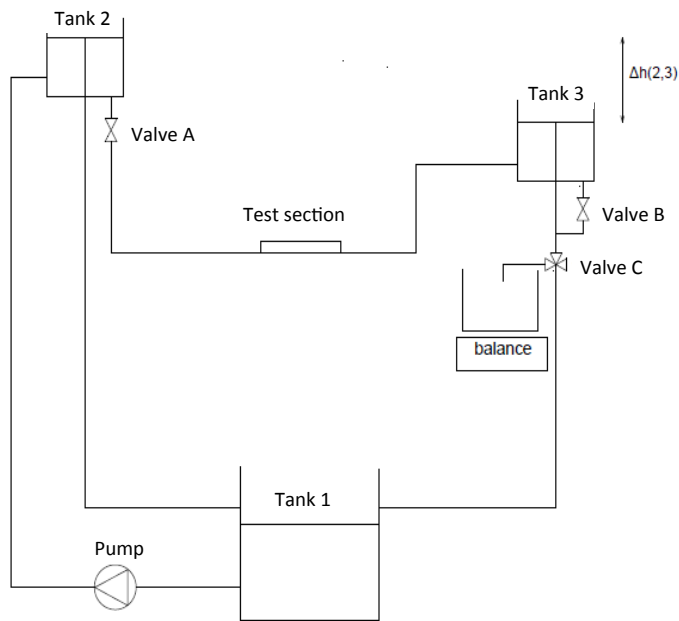 Tank 2
Δh(2,3)
Tank 3
Valve A
Test section
Valve B
Valve C
balance
Tank 1
Pump